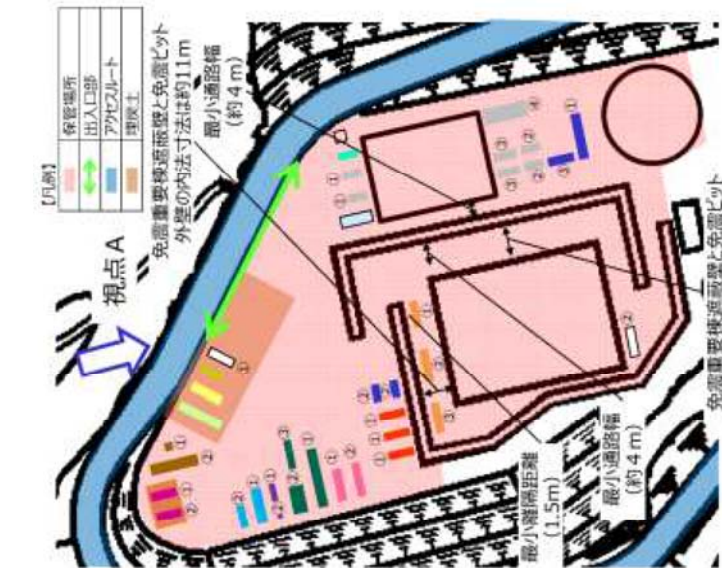 【凡例】
保管場所
出入口部
アクセスルート
埋戻土
視点A
免震重要棟遮蔽壁と免震ピット
外壁の内法寸法は約11m
最小通路幅
(約4m)
最小離隔距離
(1.5m)
最小通路幅
(約4m)
免震重要棟遮蔽壁と免震ピット